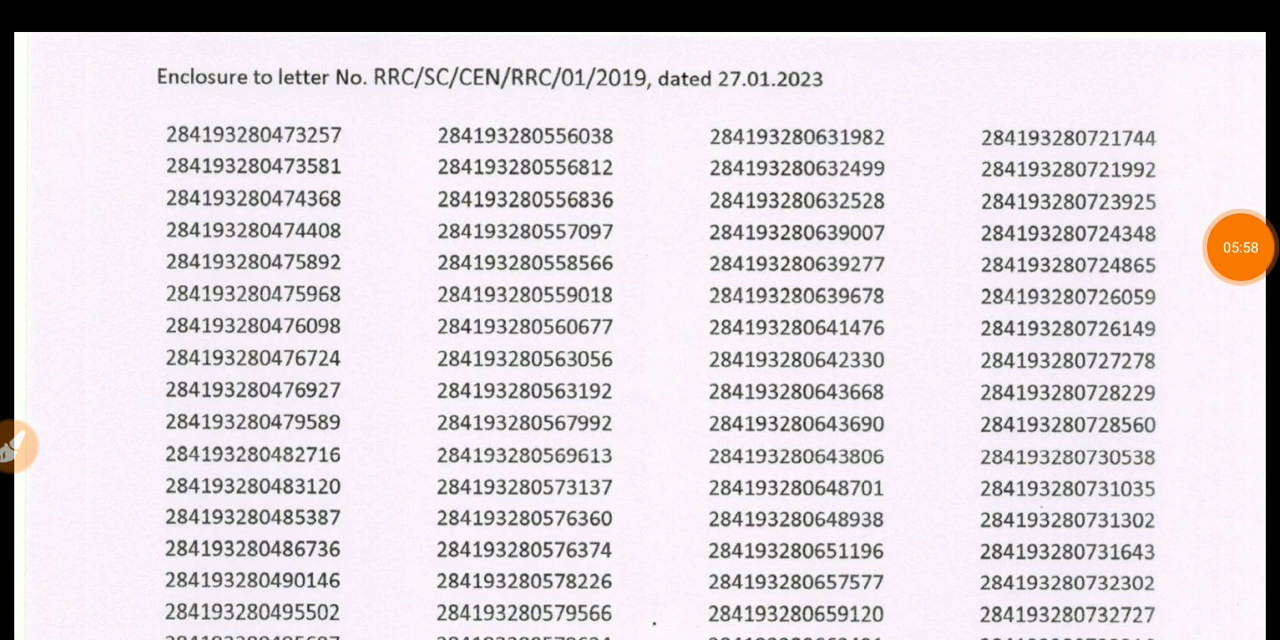 Enclosure to letter No. RRC/SC/CEN/RRC/01/2019, dated 27.01.2023
284193280473257 284193280556038 284193280631982 284193280721744
284193280473581 284193280556812 284193280632499 284193280721992
284193280474368 284193280556836 284193280632528 284193280723925
284193280474408 284193280557097 284193280639007 284193280724348
284193280475892 284193280558566 284193280639277 284193280724865
284193280475968 284193280559018 284193280639678 284193280726059
284193280476098 284193280560677 284193280641476 284193280726149
284193280476724 284193280563056 284193280642330 284193280727278
284193280476927 284193280563192 284193280643668 284193280728229
284193280479589 284193280567992 284193280643690 284193280728560
284193280482716 284193280569613 284193280643806 284193280730538
284193280483120 284193280573137 284193280648701 284193280731035
284193280485387 284193280576360 284193280648938 284193280731302
284193280486736 284193280576374 284193280651196 284193280731643
284193280490146 284193280578226 284193280657577 284193280732302
284193280495502 284193280579566 284193280659120 284193280732727
05:58